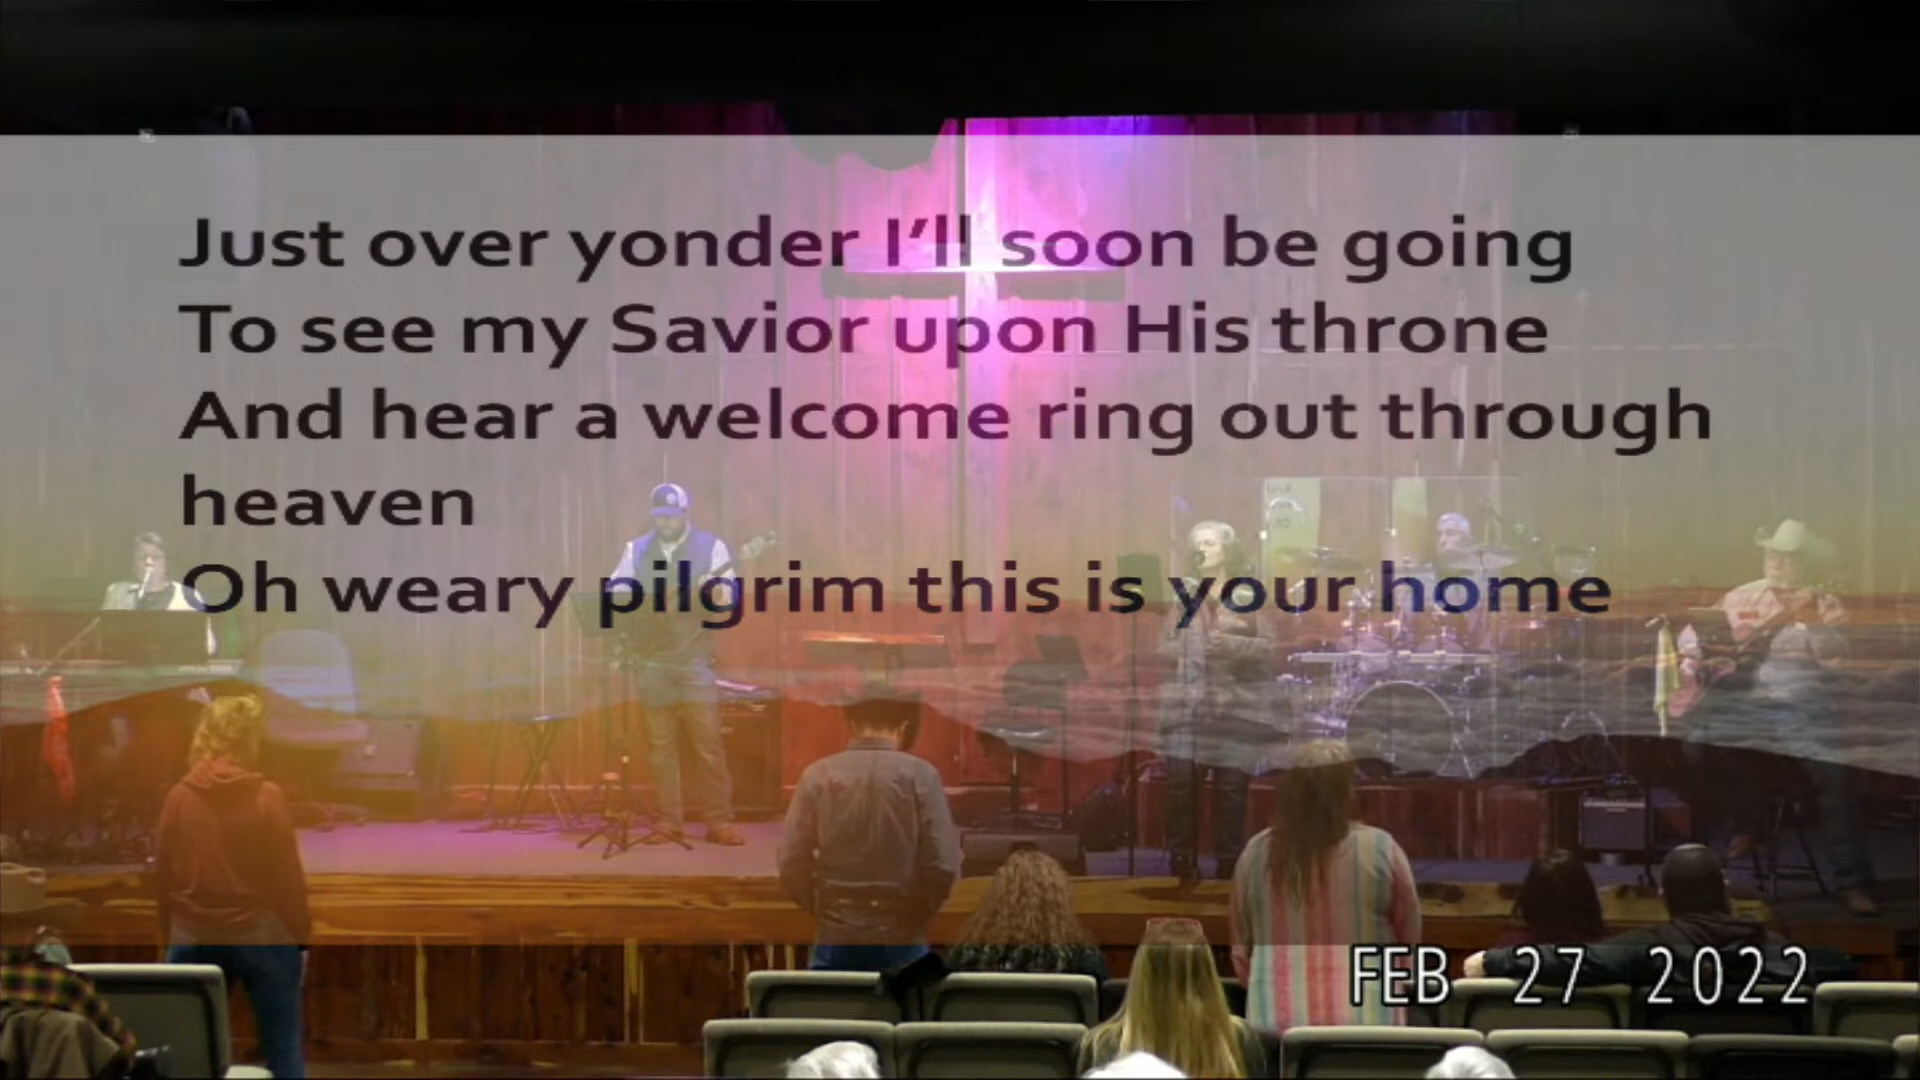 Just over yonder I’ll soon be going
To see my Savior upon His throne
And hear a welcome ring out through
heaven
Oh weary pilgrim this is your home
FEB 27 2022